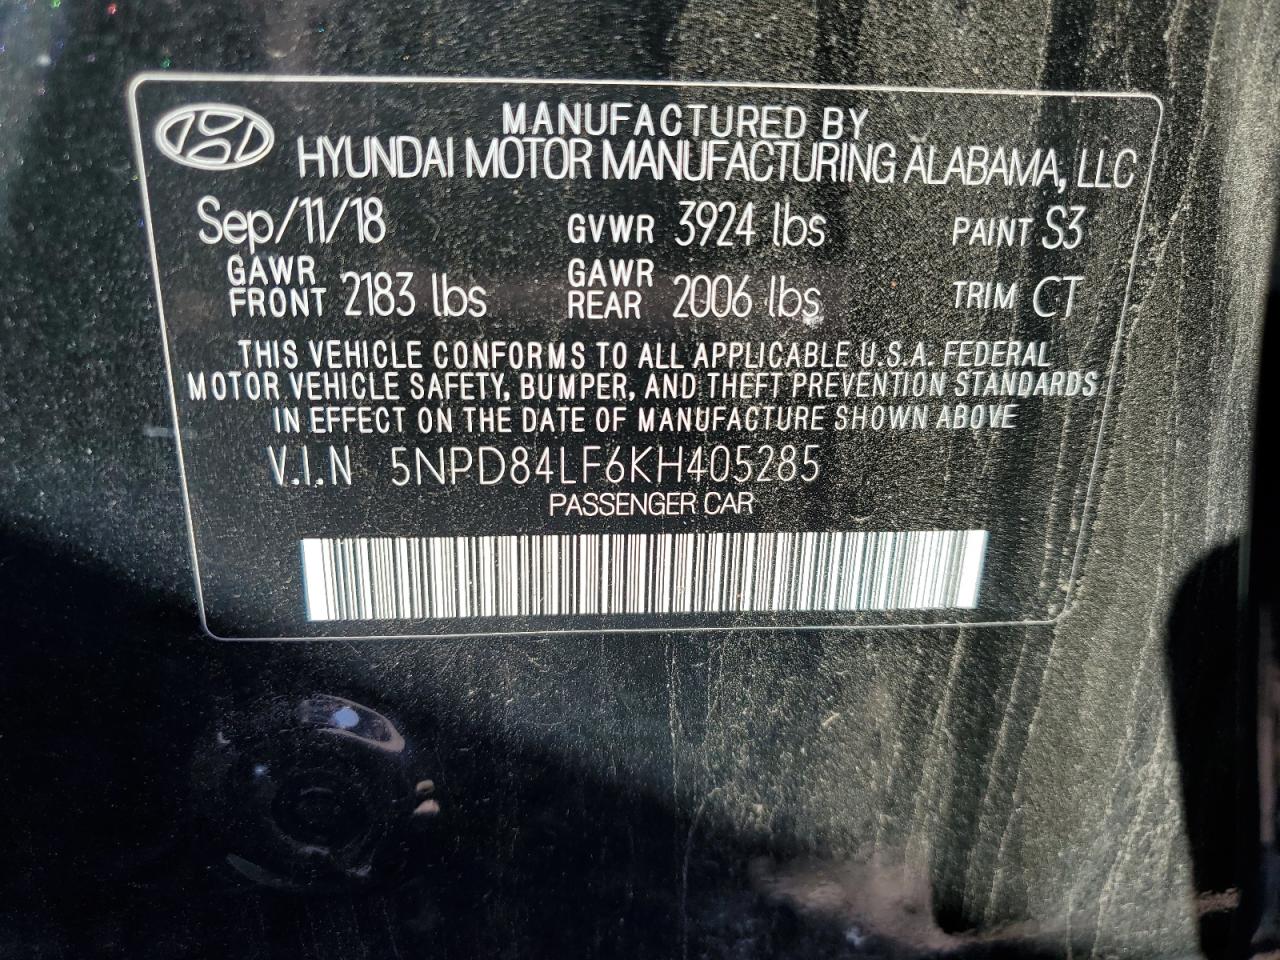 MANUFACTURED BY
HYUNDAI MOTOR MANUFACTURING ALABAMA, LLC
Sep/11/18 GVWR 3924 lbs PAINT S3
GAWR FRONT 2183 lbs GAWR REAR 2006 lbs TRIM CT
THIS VEHICLE CONFORMS TO ALL APPLICABLE U.S.A. FEDERAL
MOTOR VEHICLE SAFETY, BUMPER, AND THEFT PREVENTION STANDARDS
IN EFFECT ON THE DATE OF MANUFACTURE SHOWN ABOVE
V.I.N 5NPD84LF6KH405285
PASSENGER CAR